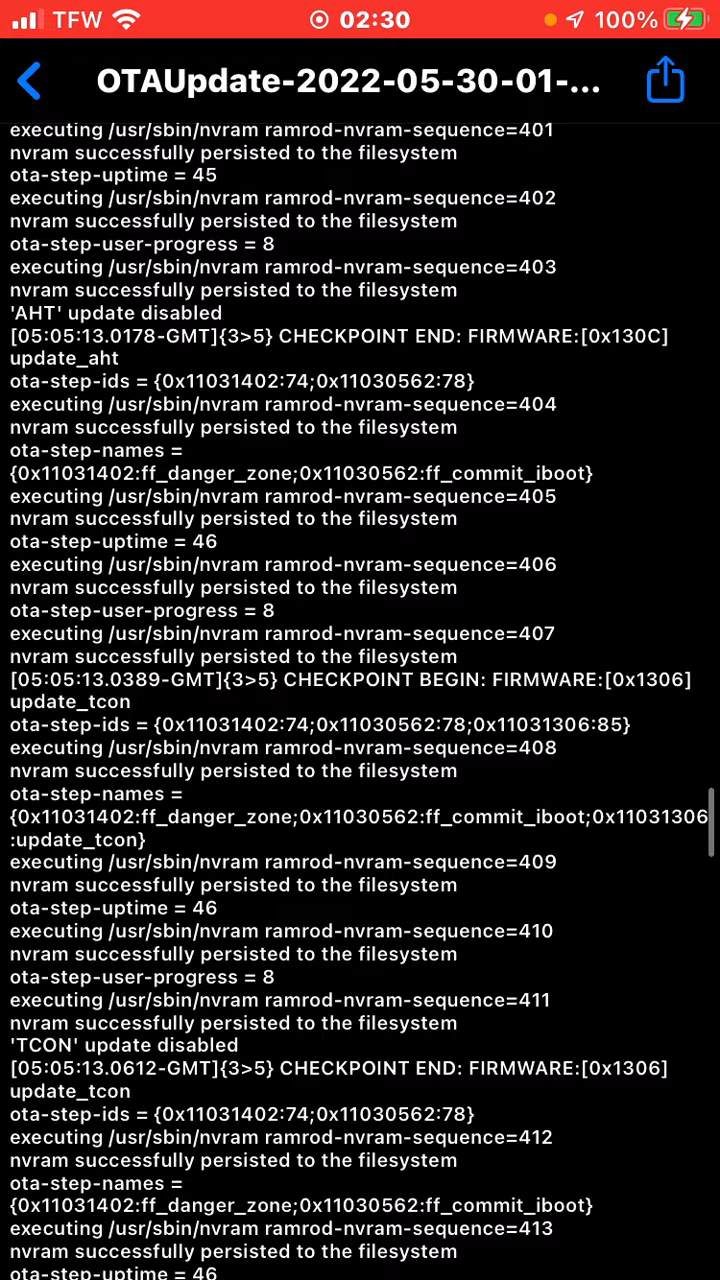 TFW 02:30 100%
OTAUpdate-2022-05-30-01-...
executing /usr/sbin/nvram ramrod-nvram-sequence=401
nvram successfully persisted to the filesystem
ota-step-uptime = 45
executing /usr/sbin/nvram ramrod-nvram-sequence=402
nvram successfully persisted to the filesystem
ota-step-user-progress = 8
executing /usr/sbin/nvram ramrod-nvram-sequence=403
nvram successfully persisted to the filesystem
'AHT' update disabled
[05:05:13.0178-GMT]{3>5} CHECKPOINT END: FIRMWARE:[0x130C]
update_aht
ota-step-ids = {0x11031402:74;0x11030562:78}
executing /usr/sbin/nvram ramrod-nvram-sequence=404
nvram successfully persisted to the filesystem
ota-step-names =
{0x11031402:ff_danger_zone;0x11030562:ff_commit_iboot}
executing /usr/sbin/nvram ramrod-nvram-sequence=405
nvram successfully persisted to the filesystem
ota-step-uptime = 46
executing /usr/sbin/nvram ramrod-nvram-sequence=406
nvram successfully persisted to the filesystem
ota-step-user-progress = 8
executing /usr/sbin/nvram ramrod-nvram-sequence=407
nvram successfully persisted to the filesystem
[05:05:13.0389-GMT]{3>5} CHECKPOINT BEGIN: FIRMWARE:[0x1306]
update_tcon
ota-step-ids = {0x11031402:74;0x11030562:78;0x11031306:85}
executing /usr/sbin/nvram ramrod-nvram-sequence=408
nvram successfully persisted to the filesystem
ota-step-names =
{0x11031402:ff_danger_zone;0x11030562:ff_commit_iboot;0x11031306
:update_tcon}
executing /usr/sbin/nvram ramrod-nvram-sequence=409
nvram successfully persisted to the filesystem
ota-step-uptime = 46
executing /usr/sbin/nvram ramrod-nvram-sequence=410
nvram successfully persisted to the filesystem
ota-step-user-progress = 8
executing /usr/sbin/nvram ramrod-nvram-sequence=411
nvram successfully persisted to the filesystem
'TCON' update disabled
[05:05:13.0612-GMT]{3>5} CHECKPOINT END: FIRMWARE:[0x1306]
update_tcon
ota-step-ids = {0x11031402:74;0x11030562:78}
executing /usr/sbin/nvram ramrod-nvram-sequence=412
nvram successfully persisted to the filesystem
ota-step-names =
{0x11031402:ff_danger_zone;0x11030562:ff_commit_iboot}
executing /usr/sbin/nvram ramrod-nvram-sequence=413
nvram successfully persisted to the filesystem
ota-step-uptime = 46